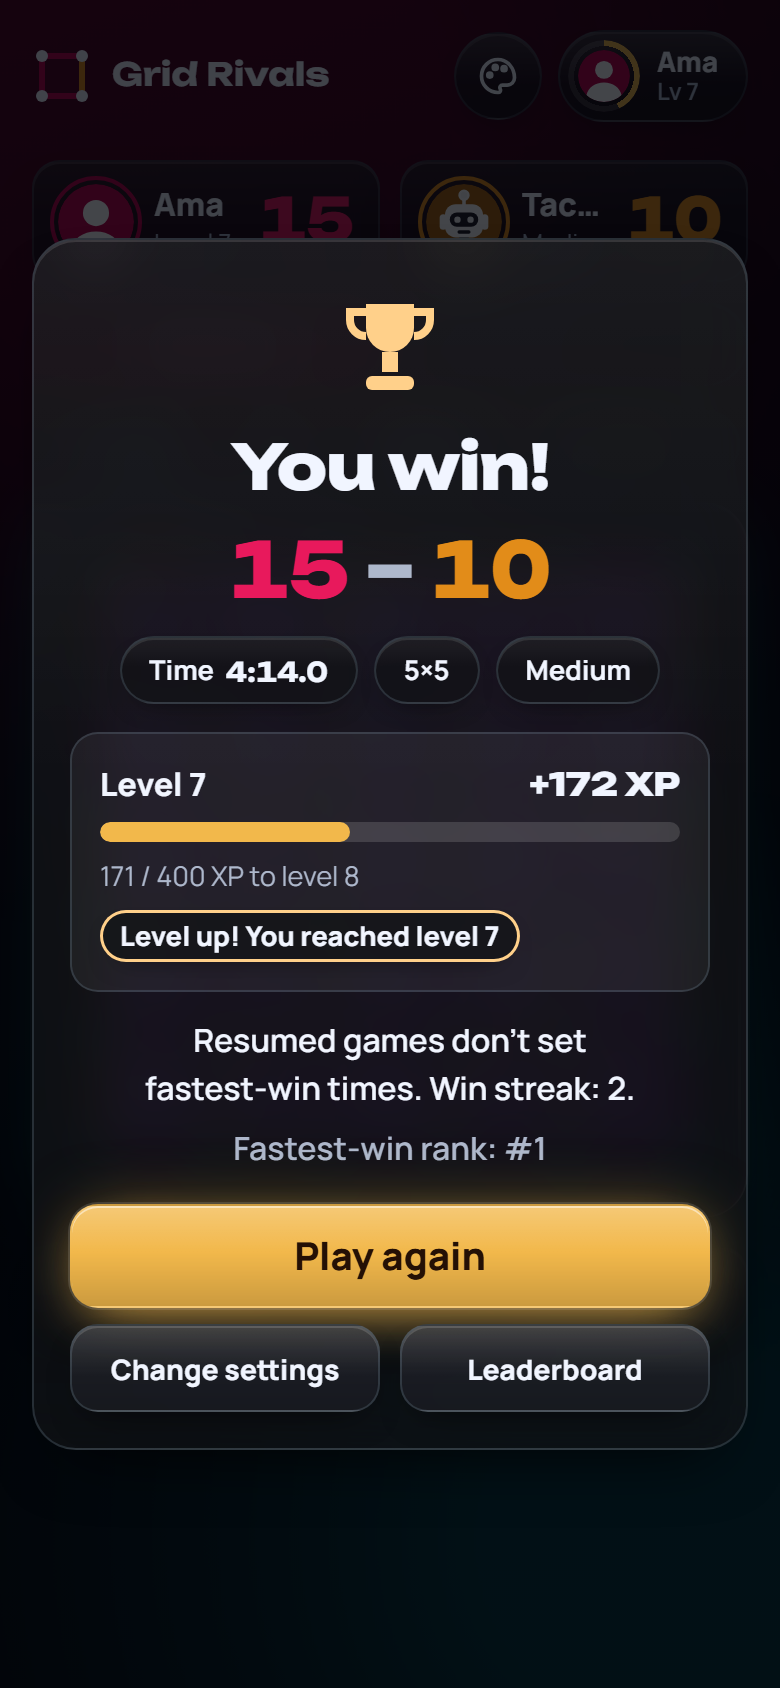 Grid Rivals
Ama
Lv 7
Ama
15
Tac...
10
You win!
15 – 10
Time 4:14.0
5×5
Medium
Level 7
+172 XP
171 / 400 XP to level 8
Level up! You reached level 7
Resumed games don't set
fastest-win times. Win streak: 2.
Fastest-win rank: #1
Play again
Change settings
Leaderboard